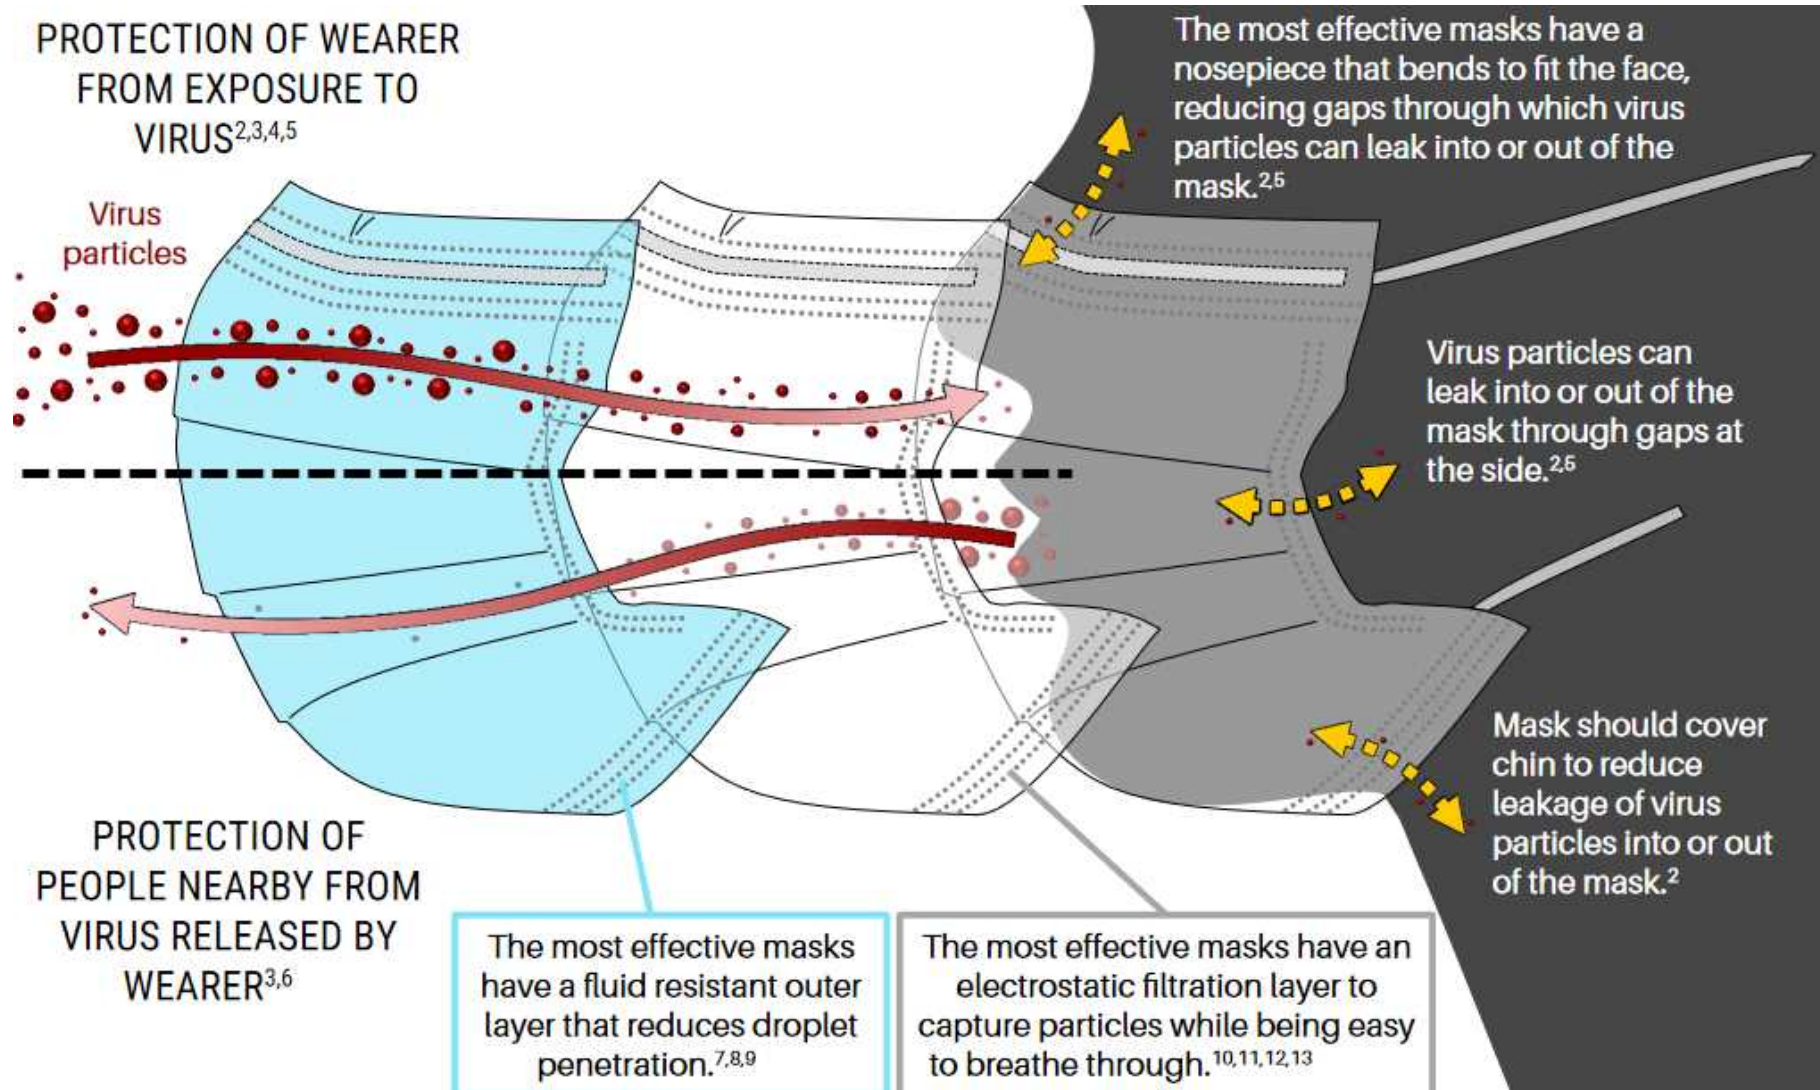 PROTECTION OF WEARER
FROM EXPOSURE TO
VIRUS2,3,4,5
The most effective masks have a
nosepiece that bends to fit the face,
reducing gaps through which virus
particles can leak into or out of the
mask.2,5
Virus
particles
Virus particles can
leak into or out of the
mask through gaps at
the side.2,5
Mask should cover
chin to reduce
leakage of virus
particles into or out
of the mask.2
PROTECTION OF
PEOPLE NEARBY FROM
VIRUS RELEASED BY
WEARER3,6
The most effective masks
have a fluid resistant outer
layer that reduces droplet
penetration.7,8,9
The most effective masks have an
electrostatic filtration layer to
capture particles while being easy
to breathe through.10,11,12,13